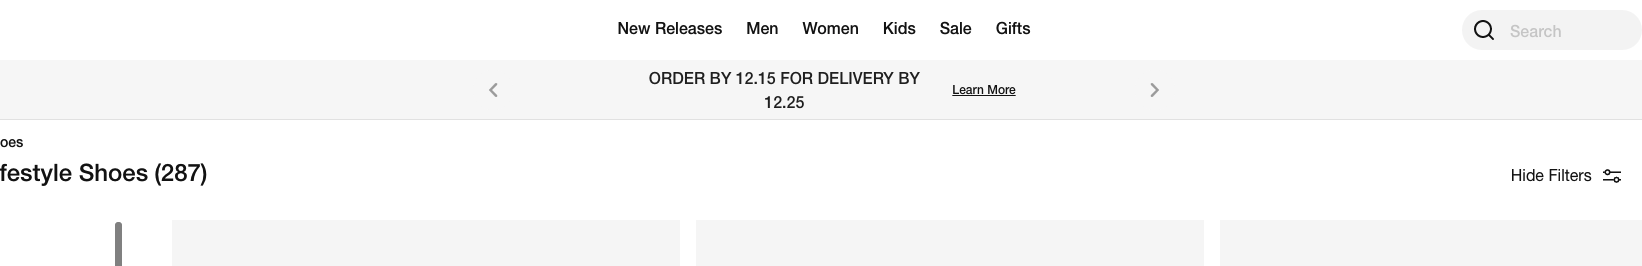 New Releases Men Women Kids Sale Gifts
Search
ORDER BY 12.15 FOR DELIVERY BY
12.25
Learn More
oes
festyle Shoes (287)
Hide Filters